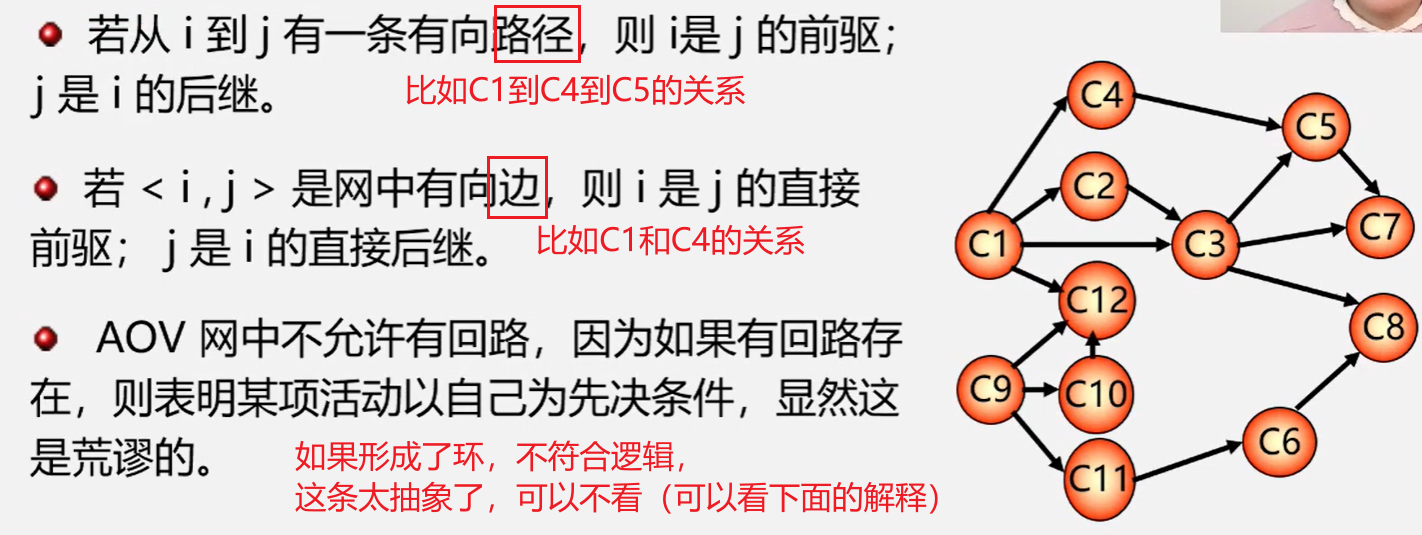 若从 i 到 j 有一条有向路径，则 i是 j 的前驱；
j 是 i 的后继。
比如C1到C4到C5的关系
若 < i , j > 是网中有向边，则 i 是 j 的直接
前驱； j 是 i 的直接后继。
比如C1和C4的关系
AOV 网中不允许有回路，因为如果有回路存
在，则表明某项活动以自己为先决条件，显然这
是荒谬的。
如果形成了环，不符合逻辑，
这条太抽象了，可以不看（可以看下面的解释）
C4
C5
C2
C7
C1
C3
C12
C8
C9
C10
C6
C11